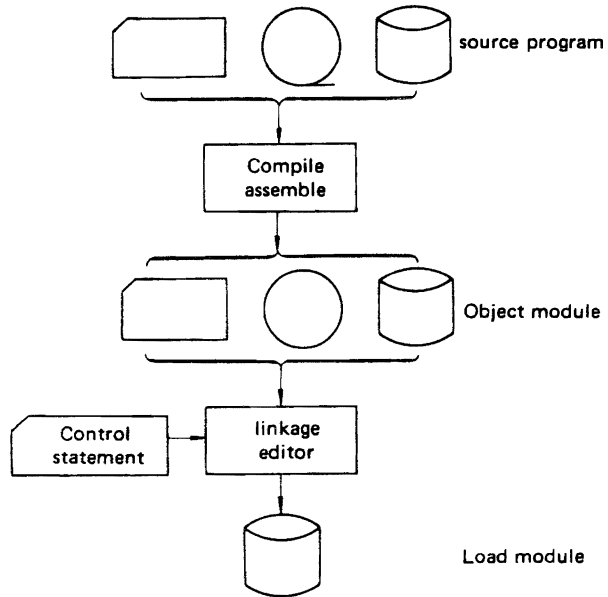 source program
Compile
assemble
Object module
Control
statement
linkage
editor
Load module